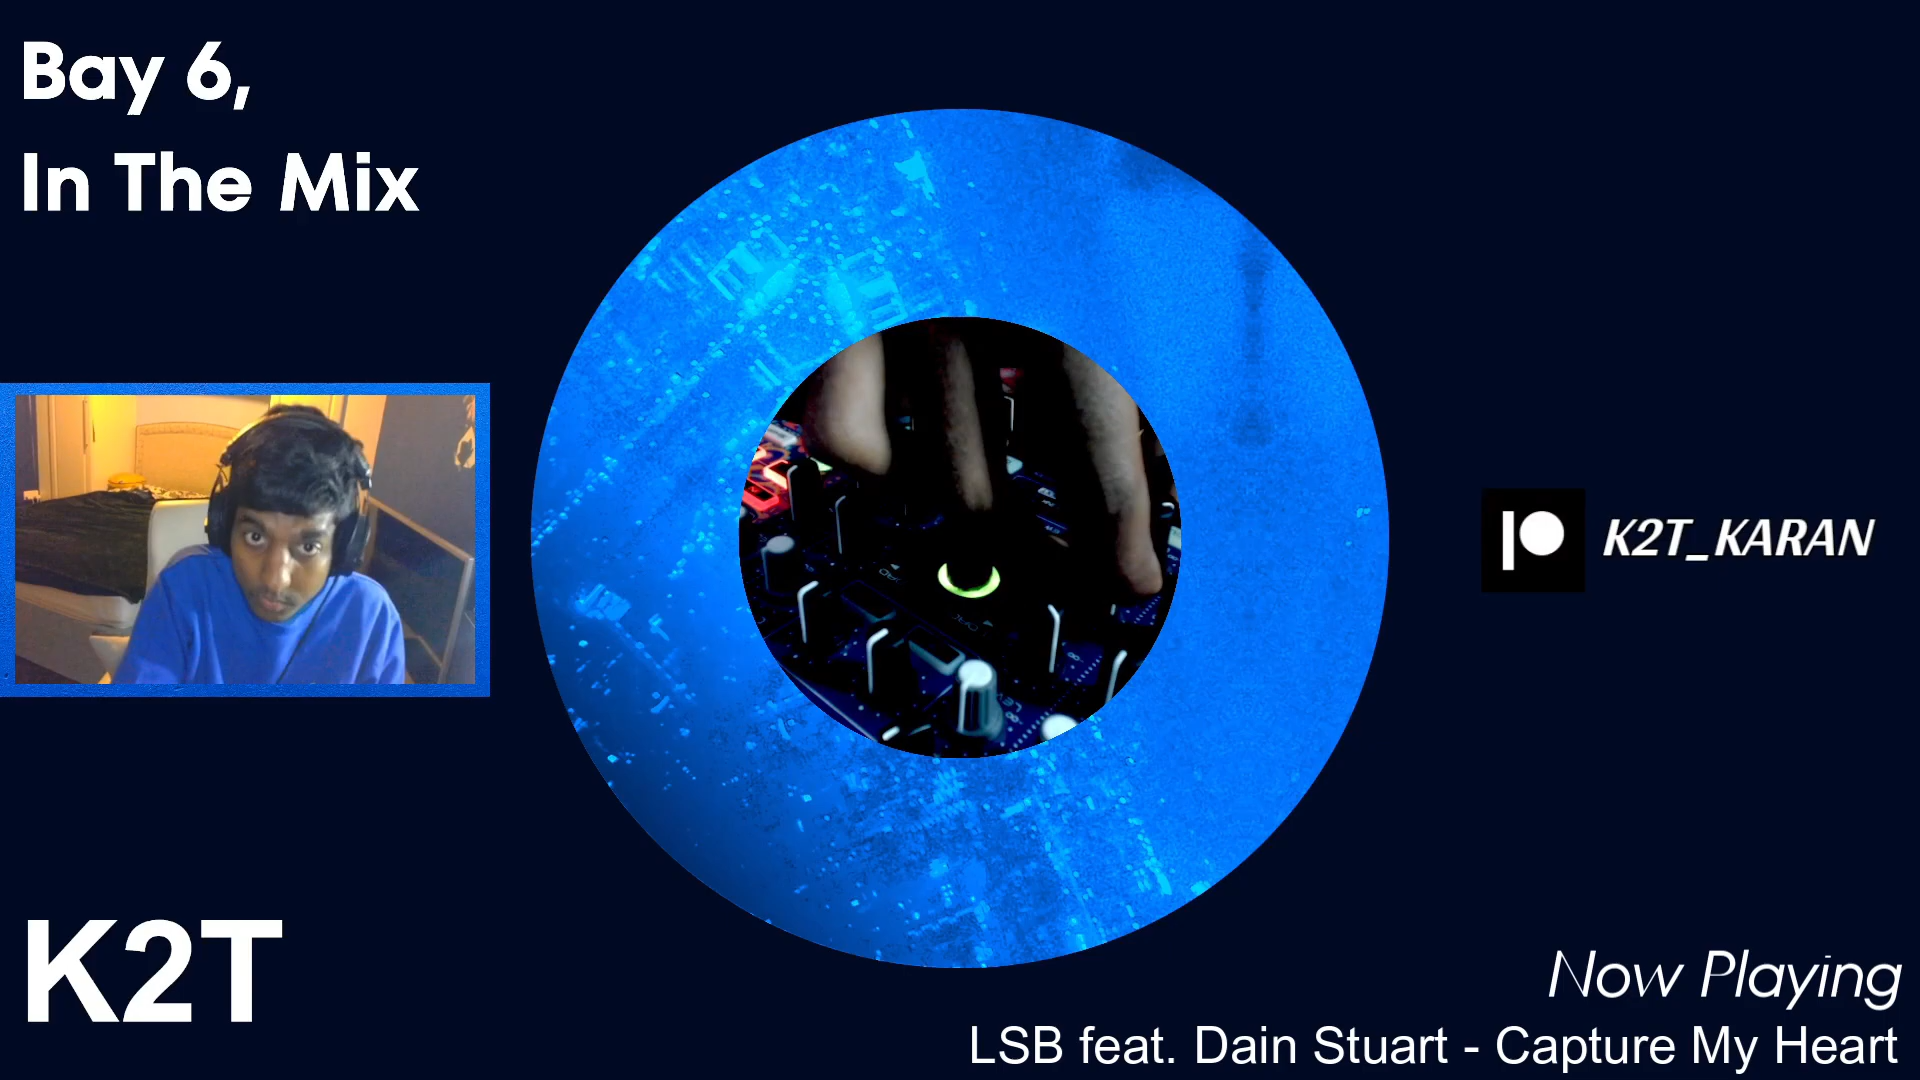 Bay 6,
In The Mix
K2T_KARAN
K2T
Now Playing
LSB feat. Dain Stuart - Capture My Heart